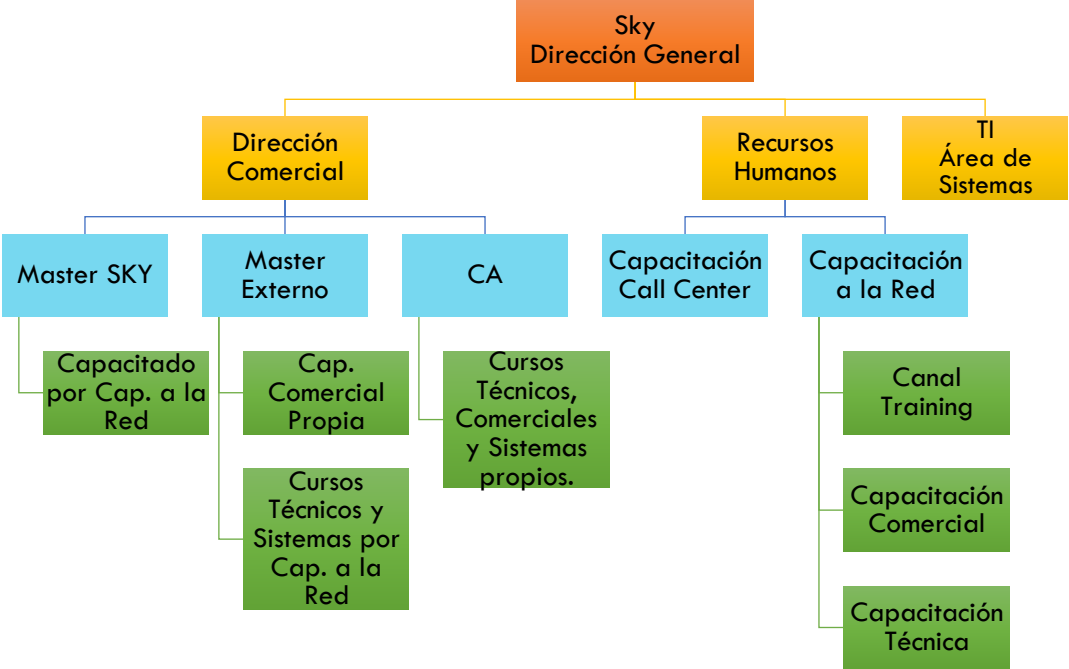 Sky
Dirección General
Dirección
Comercial
Recursos
Humanos
TI
Área de
Sistemas
Master SKY
Master
Externo
CA
Capacitación
Call Center
Capacitación
a la Red
Capacitado
por Cap. a la
Red
Cap.
Comercial
Propia
Cursos
Técnicos y
Sistemas por
Cap. a la
Red
Cursos
Técnicos,
Comerciales
y Sistemas
propios.
Canal
Training
Capacitación
Comercial
Capacitación
Técnica